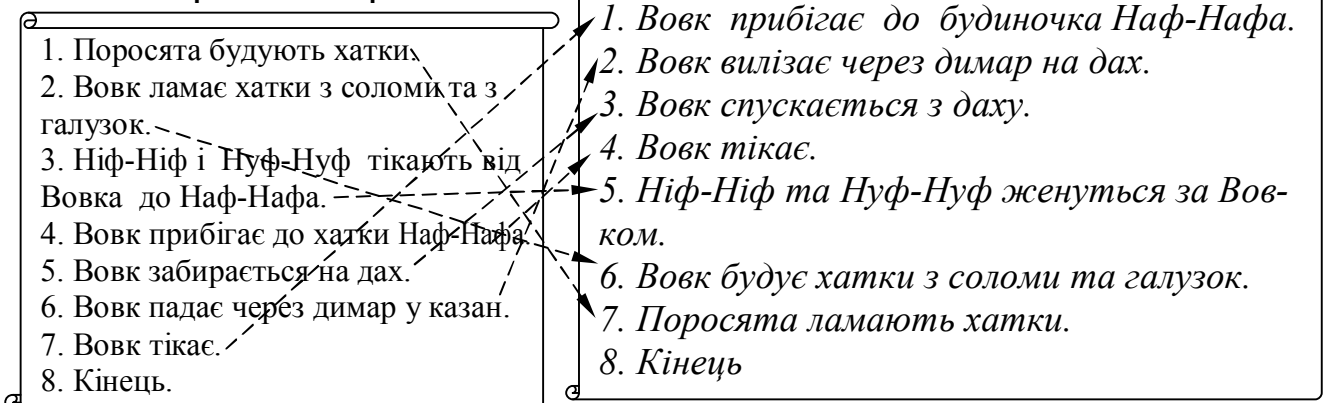 1. Поросята будують хатки.
2. Вовк ламає хатки з соломи та з
галузок.
3. Ніф-Ніф і Нуф-Нуф тікають від
Вовка до Наф-Нафа.
4. Вовк прибігає до хатки Наф-Нафа
5. Вовк забирається на дах.
6. Вовк падає через димар у казан.
7. Вовк тікає.
8. Кінець.
1. Вовк прибігає до будиночка Наф-Нафа.
2. Вовк вилізає через димар на дах.
3. Вовк спускається з даху.
4. Вовк тікає.
5. Ніф-Ніф та Нуф-Нуф женуться за Вов-
ком.
6. Вовк будує хатки з соломи та галузок.
7. Поросята ламають хатки.
8. Кінець